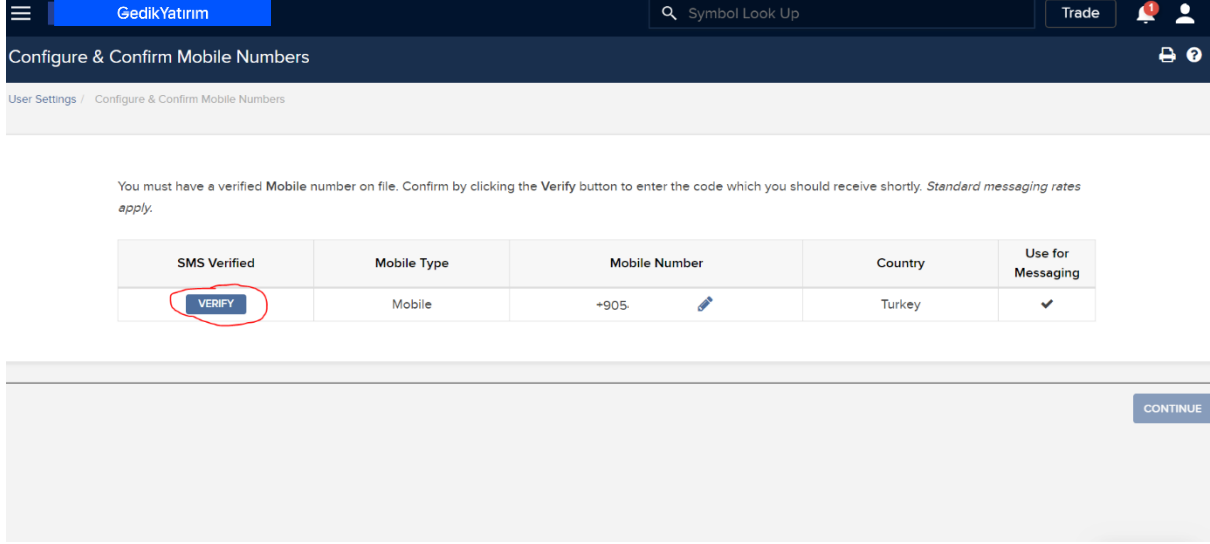 GedikYatırım
Symbol Look Up
Trade
1
Configure & Confirm Mobile Numbers
?
User Settings / Configure & Confirm Mobile Numbers
You must have a verified Mobile number on file. Confirm by clicking the Verify button to enter the code which you should receive shortly. Standard messaging rates
apply.
SMS Verified Mobile Type Mobile Number Country Use for
Messaging
VERIFY Mobile +905 Turkey
CONTINUE